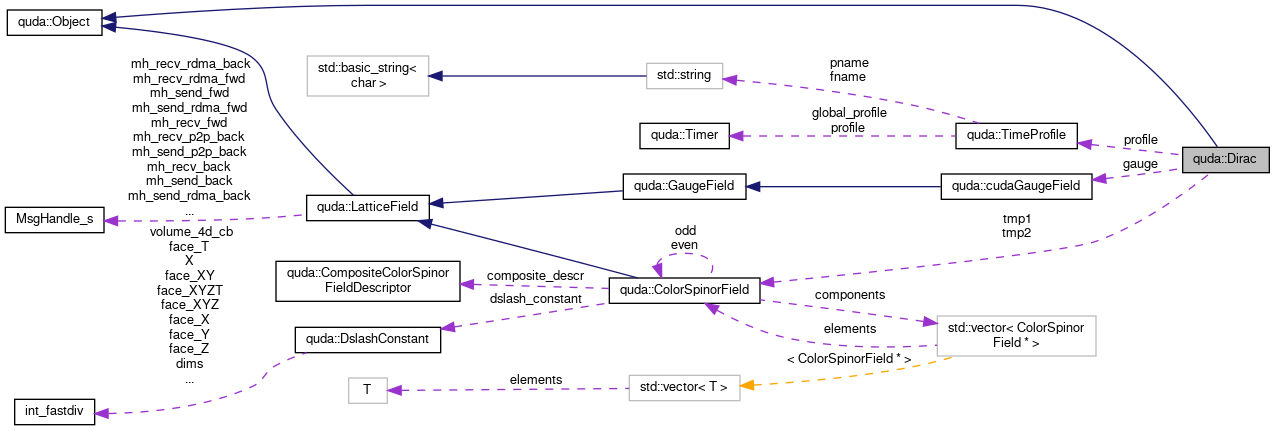 quda::Object
mh_recv_rdma_back
mh_recv_rdma_fwd
mh_send_fwd
mh_send_rdma_fwd
mh_recv_fwd
mh_recv_p2p_back
mh_send_p2p_back
mh_recv_back
mh_send_back
mh_send_rdma_back
...
std::basic_string<
char >
std::string
pname
fname
global_profile
profile
quda::Timer
quda::TimeProfile
profile
gauge
quda::Dirac
quda::GaugeField
quda::cudaGaugeField
quda::LatticeField
MsgHandle_s
tmp1
tmp2
volume_4d_cb
face_T
X
face_XY
face_XYZT
face_XYZ
face_X
face_Y
face_Z
dims
...
odd
even
quda::CompositeColorSpinor
FieldDescriptor
composite_descr
dslash_constant
quda::ColorSpinorField
components
elements
std::vector< ColorSpinor
Field * >
quda::DslashConstant
< ColorSpinorField * >
T
elements
std::vector< T >
int_fastdiv